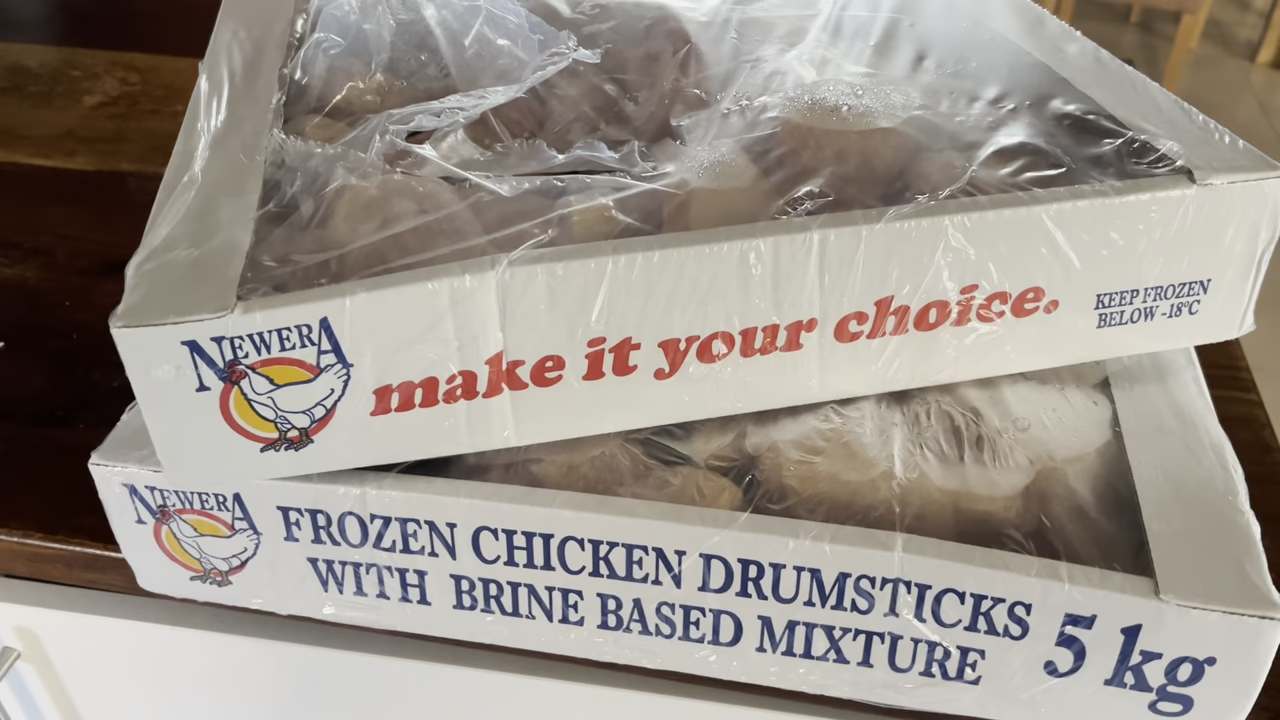 NEWERA
make it your choice.
KEEP FROZEN
BELOW -18°C
NEWERA
FROZEN CHICKEN DRUMSTICKS
WITH BRINE BASED MIXTURE
5 kg